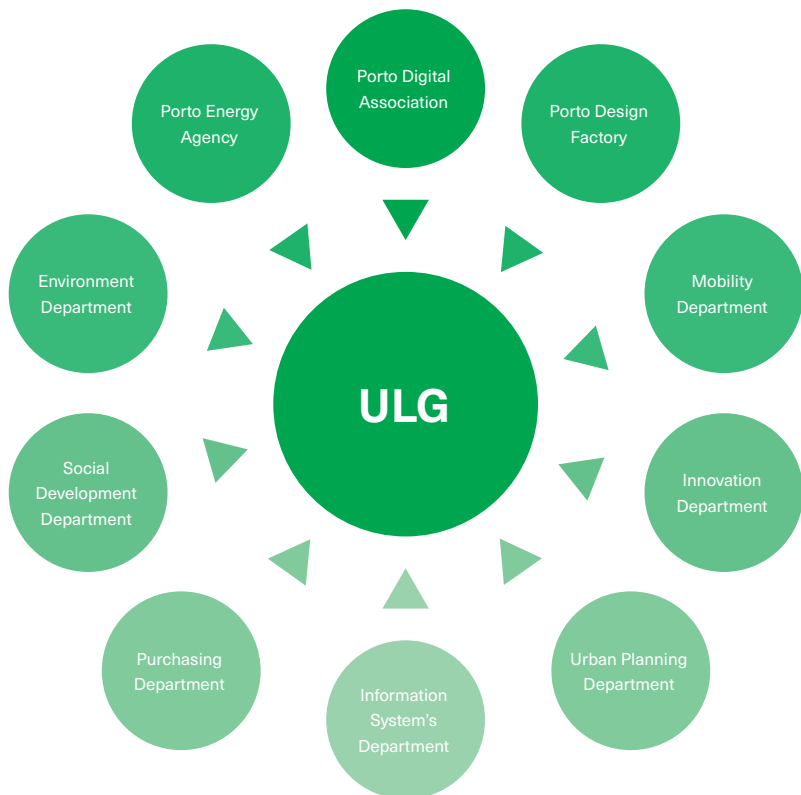 Porto Digital
Association
Porto Energy
Agency
Porto Design
Factory
Environment
Department
Mobility
Department
ULG
Social
Development
Department
Innovation
Department
Purchasing
Department
Urban Planning
Department
Information
System's
Department